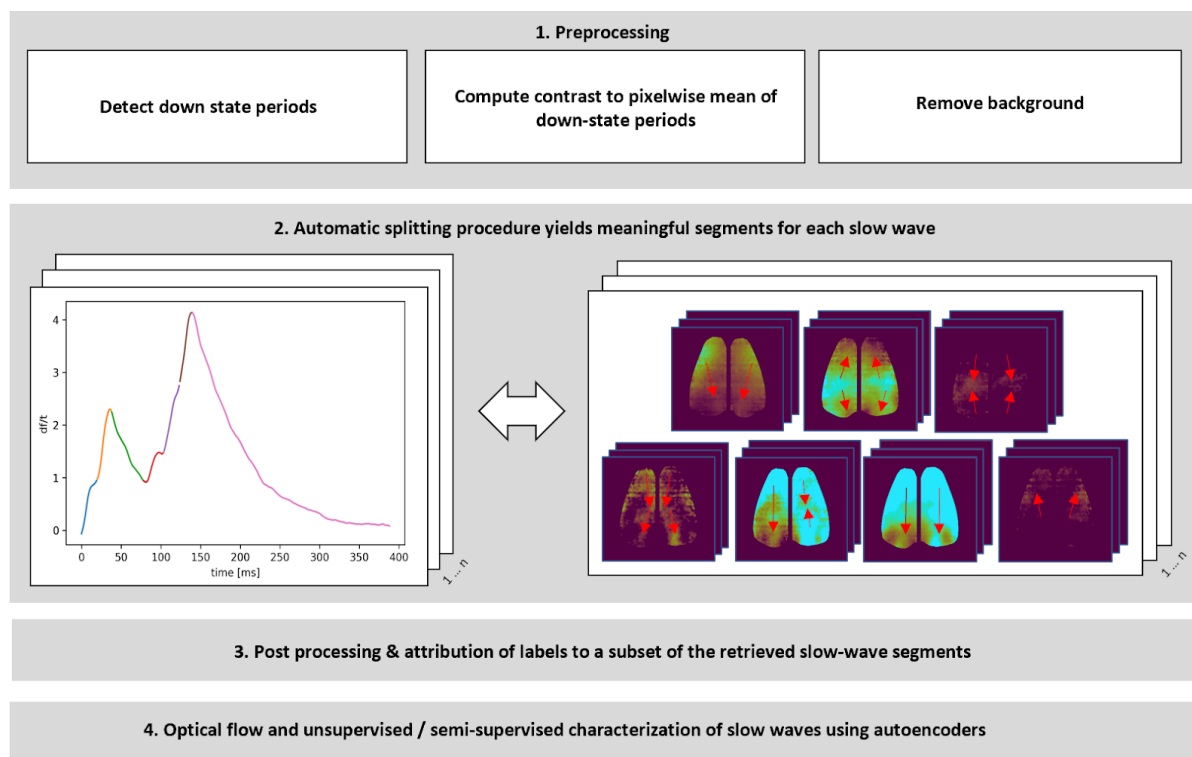 1. Preprocessing
Detect down state periods
Compute contrast to pixelwise mean of
down-state periods
Remove background
2. Automatic splitting procedure yields meaningful segments for each slow wave
4
3
2
1
0
df/t
0
50
100
150
200
250
300
350
400
time [ms]
1 ... n
1 ... n
3. Post processing & attribution of labels to a subset of the retrieved slow-wave segments
4. Optical flow and unsupervised / semi-supervised characterization of slow waves using autoencoders